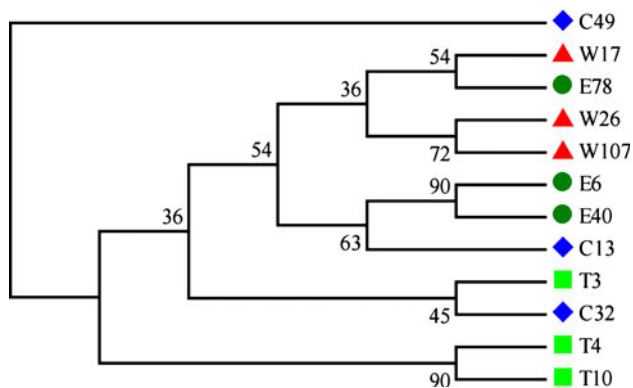 C49
54 W17
36 E78
W26
54 72 W107
90 E6
36 E40
63 C13
T3
45 C32
T4
90 T10